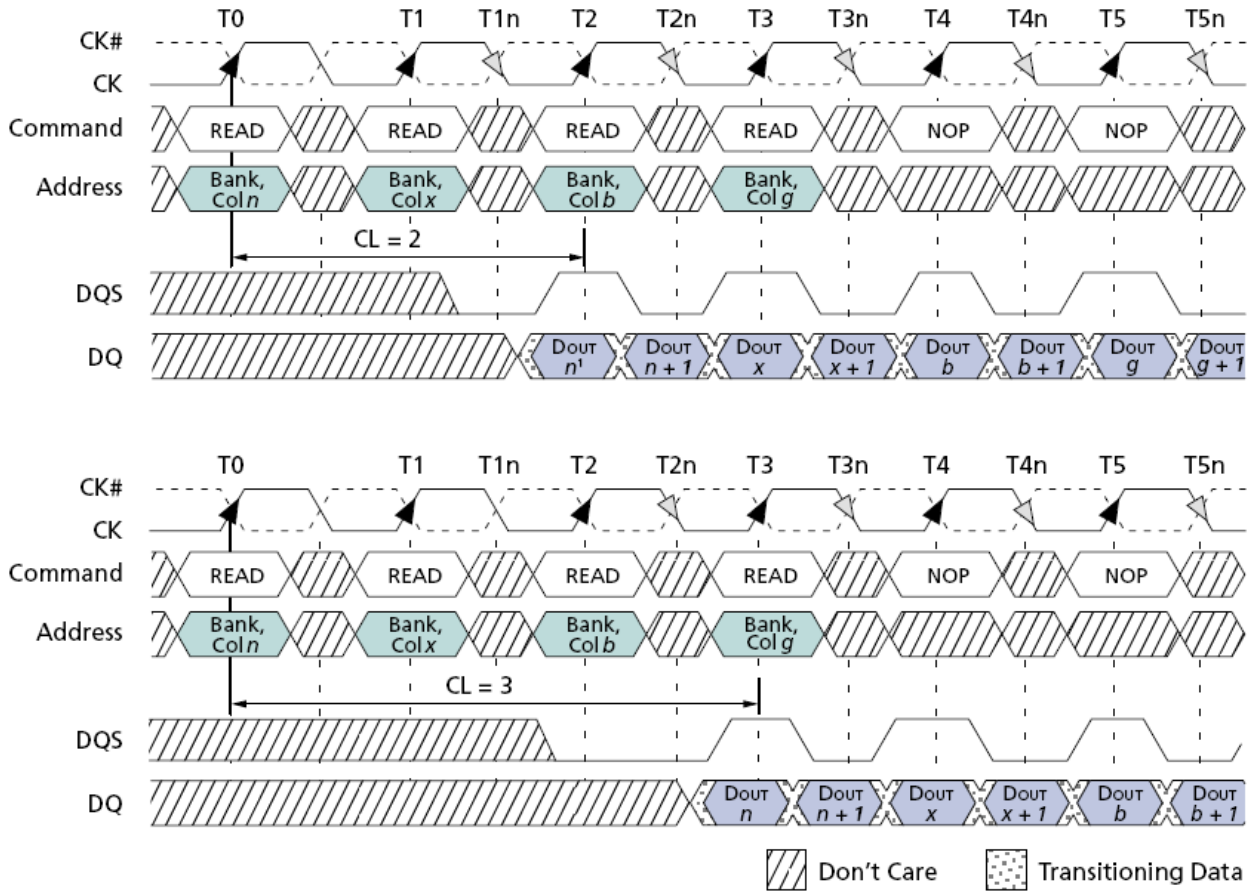 T0 T1 T1n T2 T2n T3 T3n T4 T4n T5 T5n
CK#
CK
Command READ READ READ READ NOP NOP
Address Bank, Col n Bank, Col x Bank, Col b Bank, Col g
CL = 2
DQS
DQ DOUT n¹ DOUT n + 1 DOUT x DOUT x + 1 DOUT b DOUT b + 1 DOUT g DOUT g + 1
T0 T1 T1n T2 T2n T3 T3n T4 T4n T5 T5n
CK#
CK
Command READ READ READ READ NOP NOP
Address Bank, Col n Bank, Col x Bank, Col b Bank, Col g
CL = 3
DQS
DQ DOUT n DOUT n + 1 DOUT x DOUT x + 1 DOUT b DOUT b + 1
Don't Care Transitioning Data